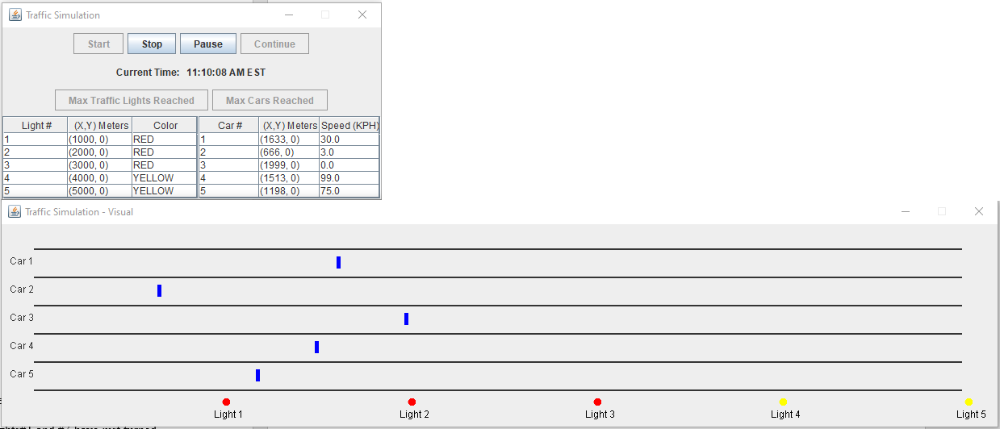 Traffic Simulation
Start Stop Pause Continue
Current Time: 11:10:08 AM EST
Max Traffic Lights Reached Max Cars Reached
Light # (X,Y) Meters Color Car # (X,Y) Meters Speed (KPH)
1 (1000, 0) RED 1 (1633, 0) 30.0
2 (2000, 0) RED 2 (666, 0) 3.0
3 (3000, 0) RED 3 (1999, 0) 0.0
4 (4000, 0) YELLOW 4 (1513, 0) 99.0
5 (5000, 0) YELLOW 5 (1198, 0) 75.0
Traffic Simulation - Visual
Car 1
Car 2
Car 3
Car 4
Car 5
Light 1 Light 2 Light 3 Light 4 Light 5